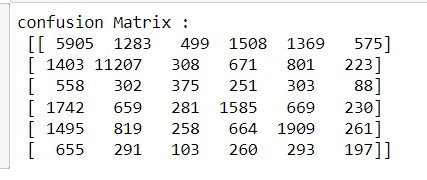 confusion Matrix :
[[ 5905 1283 499 1508 1369 575]
[ 1403 11207 308 671 801 223]
[ 558 302 375 251 303 88]
[ 1742 659 281 1585 669 230]
[ 1495 819 258 664 1909 261]
[ 655 291 103 260 293 197]]